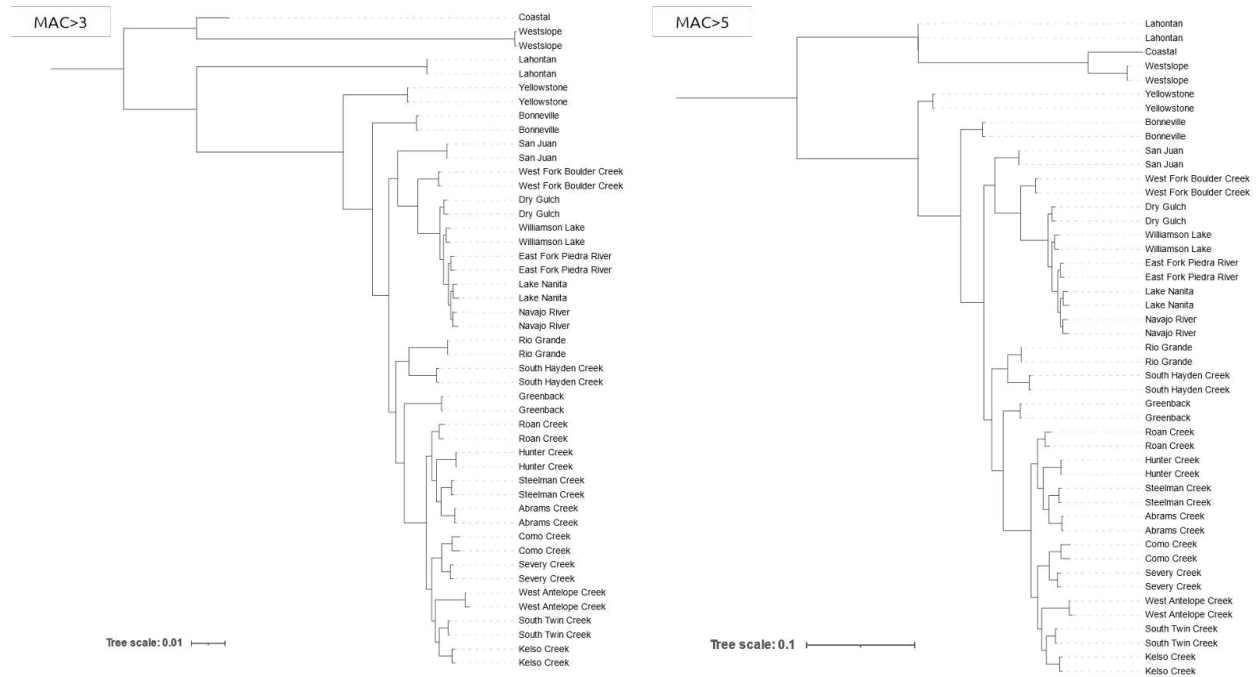 MAC>3
Coastal
Westslope
Westslope
Lahontan
Lahontan
Yellowstone
Yellowstone
Bonneville
Bonneville
San Juan
San Juan
West Fork Boulder Creek
West Fork Boulder Creek
Dry Gulch
Dry Gulch
Williamson Lake
Williamson Lake
East Fork Piedra River
East Fork Piedra River
Lake Nanita
Lake Nanita
Navajo River
Navajo River
Rio Grande
Rio Grande
South Hayden Creek
South Hayden Creek
Greenback
Greenback
Roan Creek
Roan Creek
Hunter Creek
Hunter Creek
Steelman Creek
Steelman Creek
Abrams Creek
Abrams Creek
Como Creek
Como Creek
Severy Creek
Severy Creek
West Antelope Creek
West Antelope Creek
South Twin Creek
South Twin Creek
Kelso Creek
Kelso Creek
Tree scale: 0.01
MAC>5
Lahontan
Lahontan
Coastal
Westslope
Westslope
Yellowstone
Yellowstone
Bonneville
Bonneville
San Juan
San Juan
West Fork Boulder Creek
West Fork Boulder Creek
Dry Gulch
Dry Gulch
Williamson Lake
Williamson Lake
East Fork Piedra River
East Fork Piedra River
Lake Nanita
Lake Nanita
Navajo River
Navajo River
Rio Grande
Rio Grande
South Hayden Creek
South Hayden Creek
Greenback
Greenback
Roan Creek
Roan Creek
Hunter Creek
Hunter Creek
Steelman Creek
Steelman Creek
Abrams Creek
Abrams Creek
Como Creek
Como Creek
Severy Creek
Severy Creek
West Antelope Creek
West Antelope Creek
South Twin Creek
South Twin Creek
Kelso Creek
Kelso Creek
Tree scale: 0.1